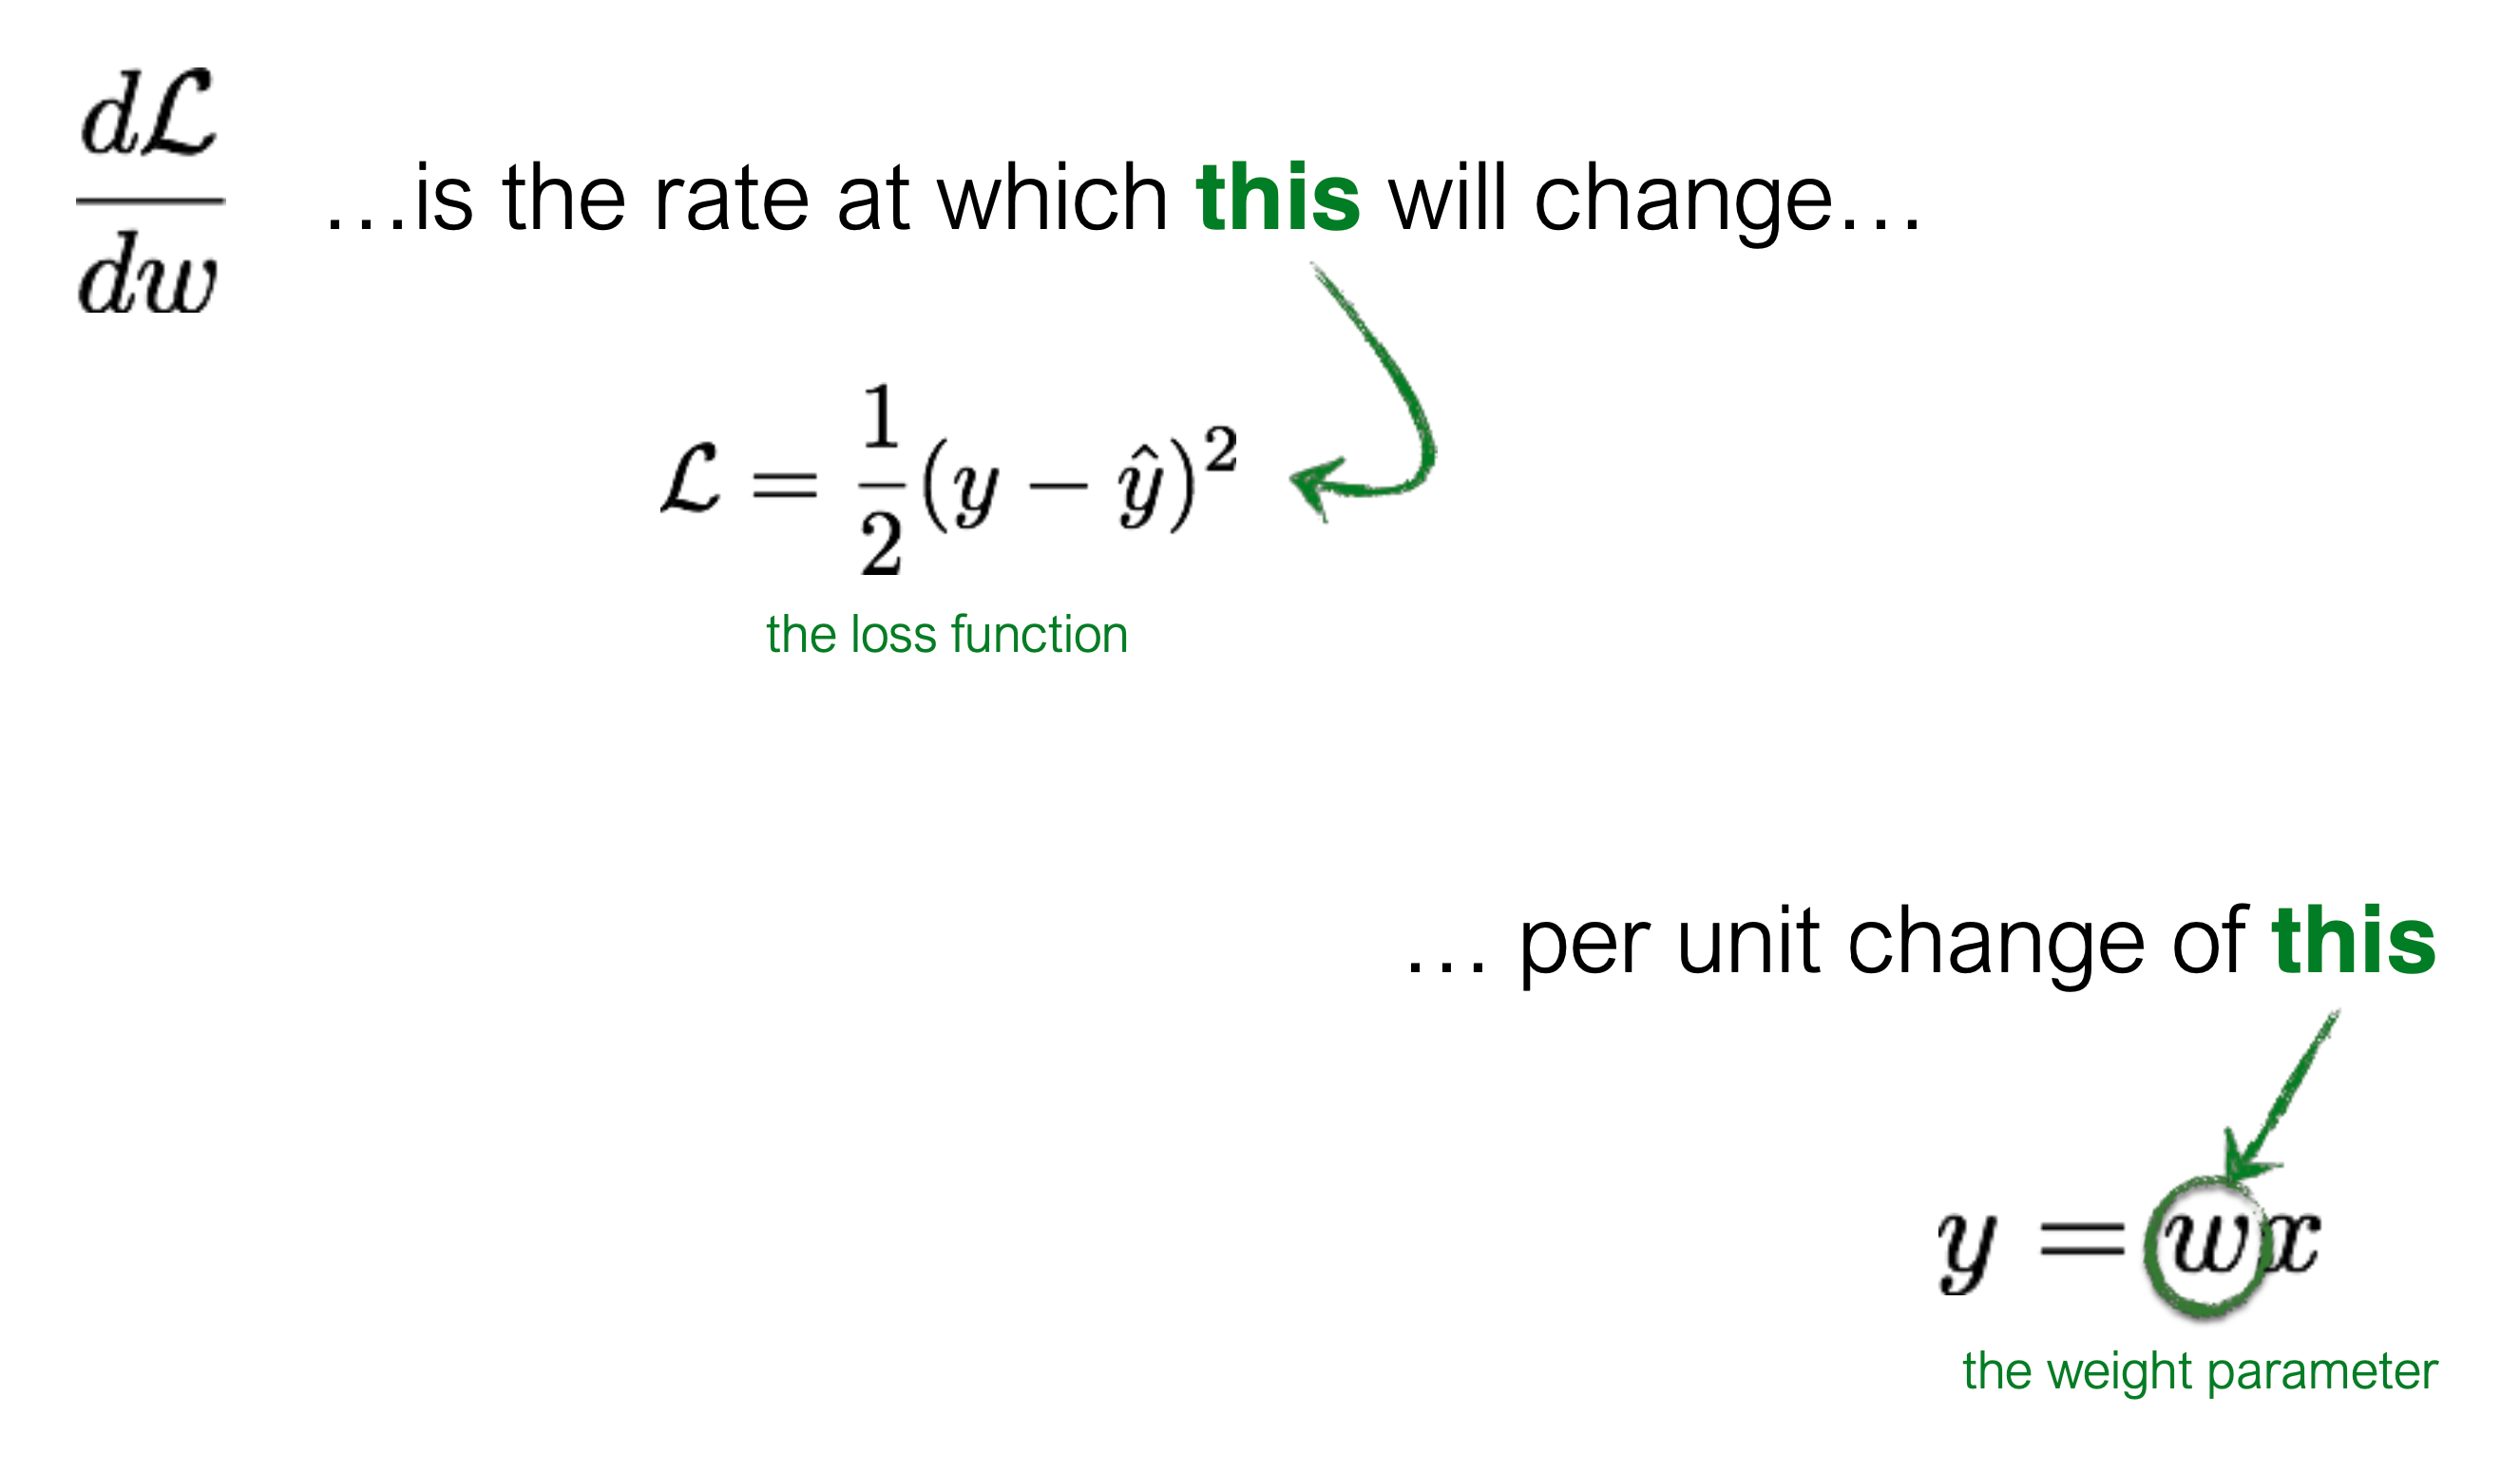 dℒ/dw …is the rate at which this will change…
ℒ = 1/2(y − ŷ)²
the loss function
… per unit change of this
y = wx
the weight parameter